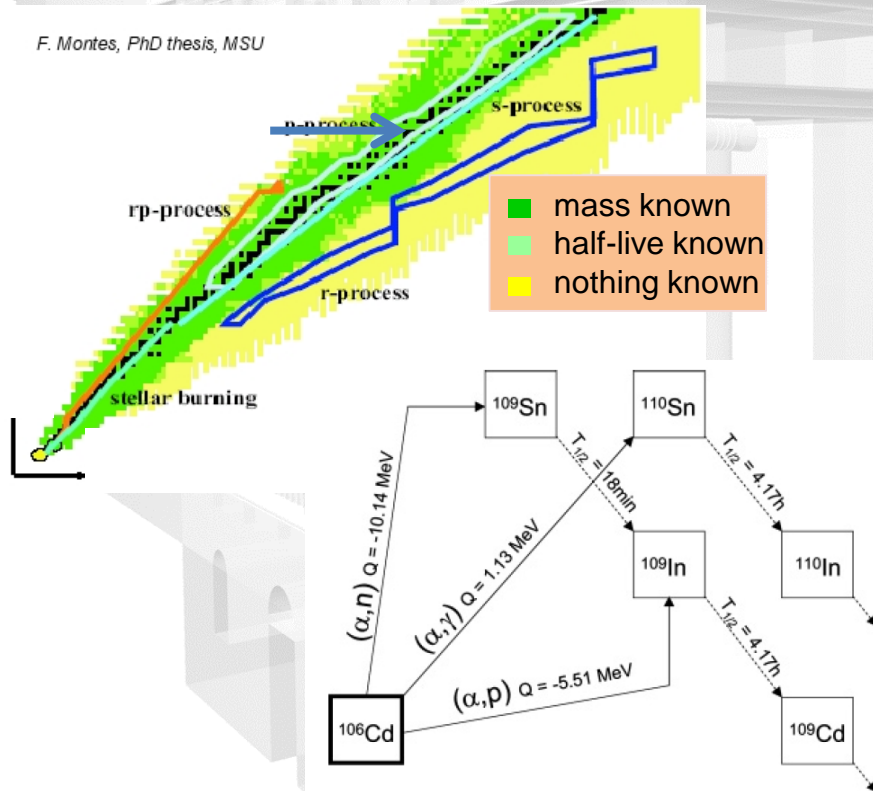 F. Montes, PhD thesis, MSU
p-process
s-process
rp-process
r-process
stellar burning
mass known
half-live known
nothing known
¹⁰⁹Sn
¹¹⁰Sn
T₁/₂ = 18min
T₁/₂ = 4.17h
(α,n) Q = -10.14 MeV
(α,γ) Q = 1.13 MeV
¹⁰⁹In
¹¹⁰In
T₁/₂ = 4.17h
(α,p) Q = -5.51 MeV
¹⁰⁶Cd
¹⁰⁹Cd